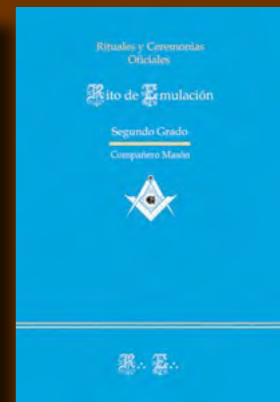 Rituales y Ceremonias
Oficiales
Rito de Emulación
Segundo Grado
Compañero Masón
G
R∴ E∴